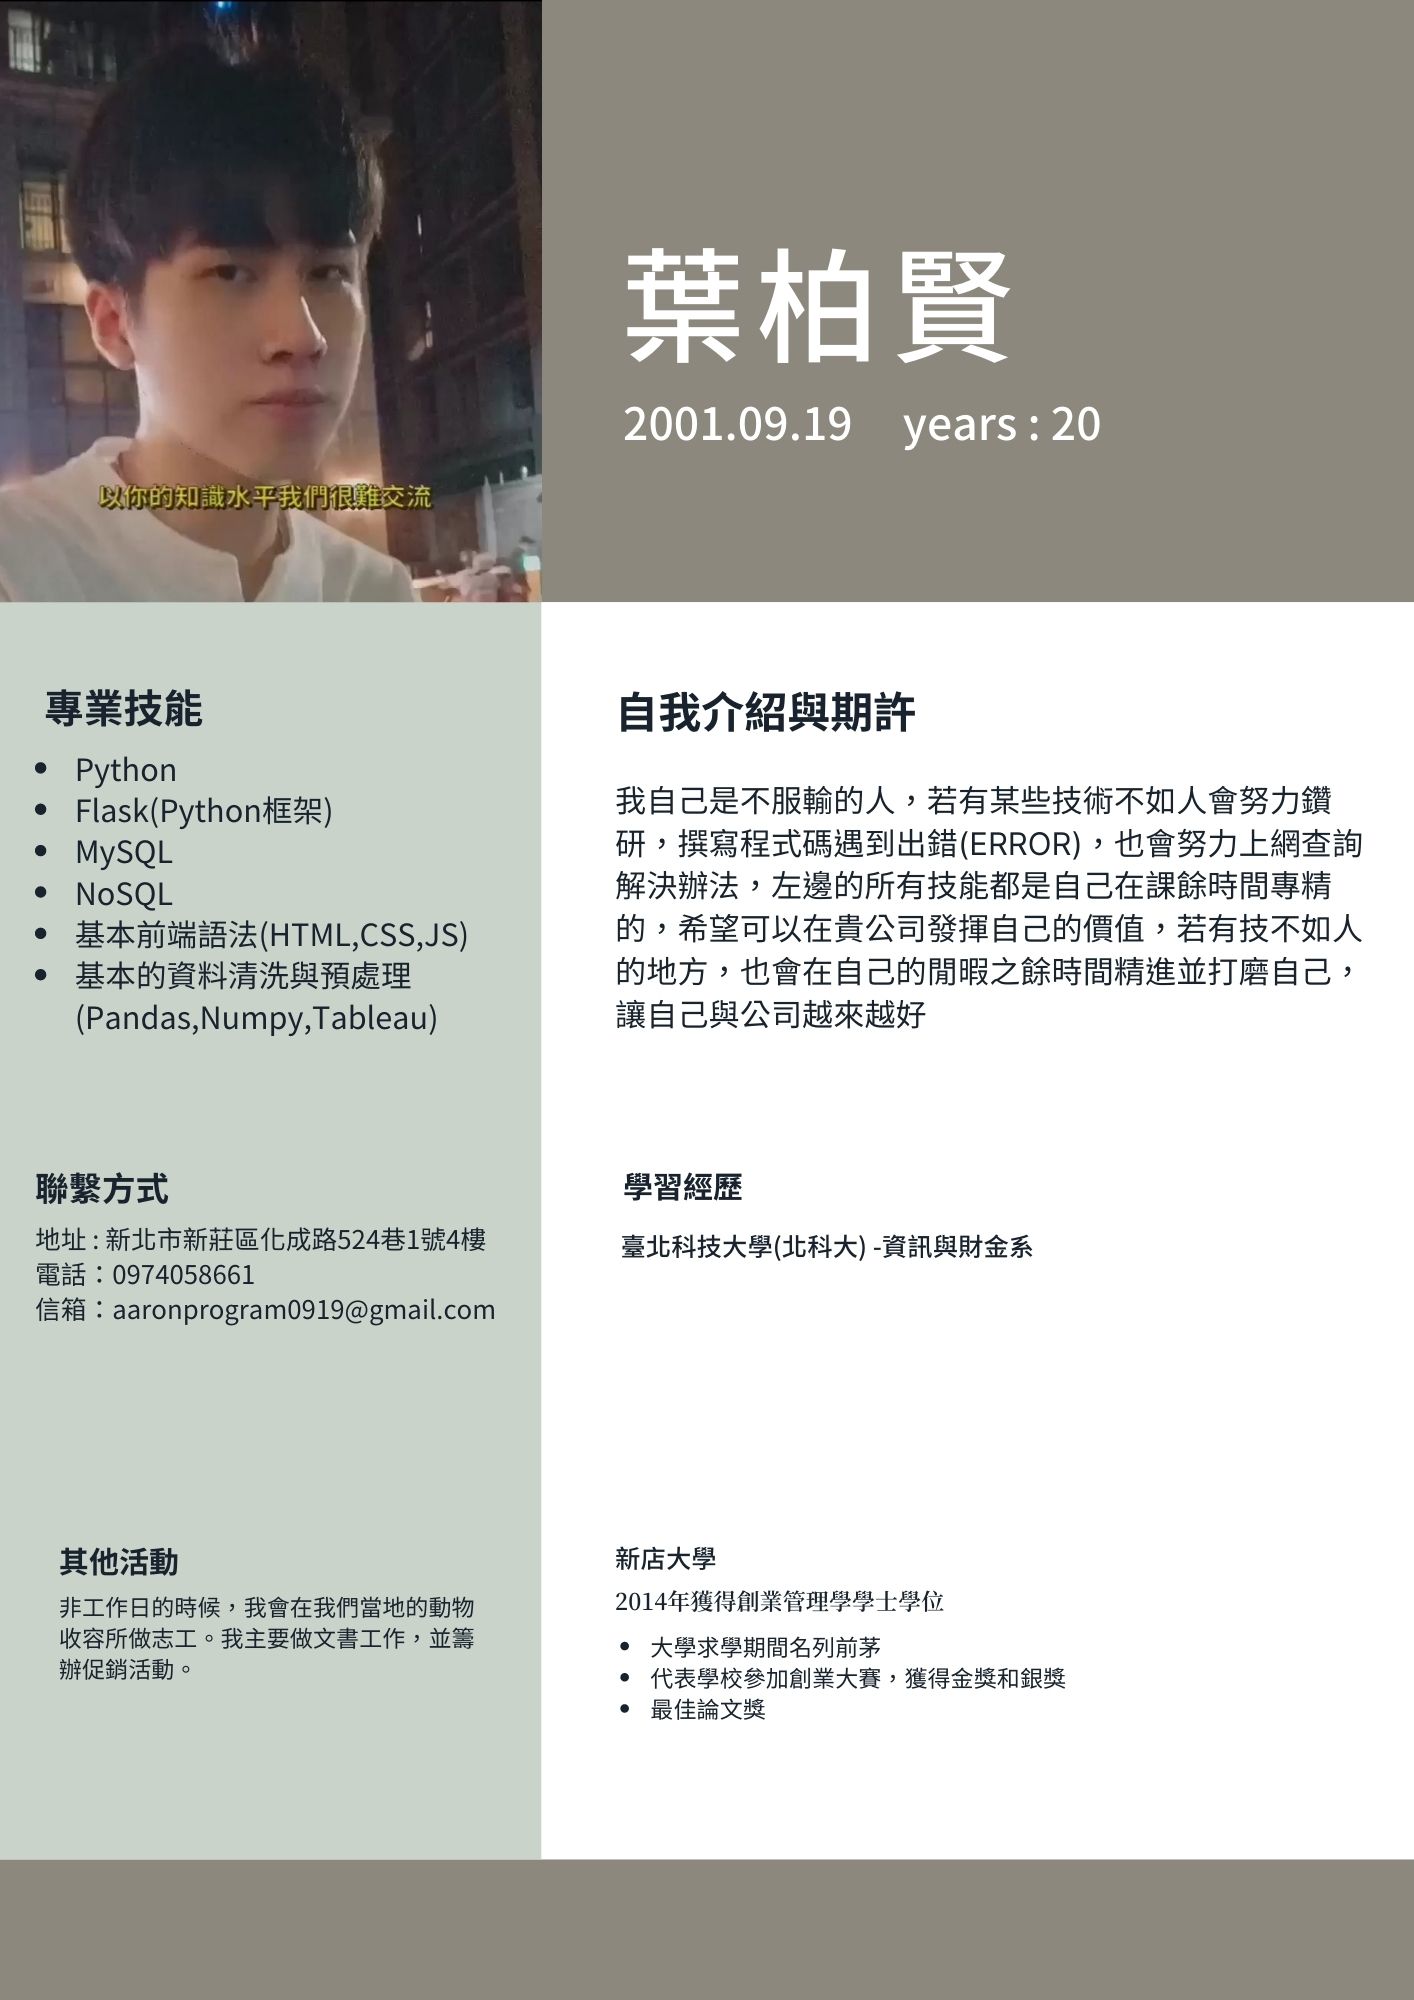 葉柏賢
2001.09.19 years : 20
以你的知識水平我們很難交流
專業技能
• Python
• Flask(Python框架)
• MySQL
• NoSQL
• 基本前端語法(HTML,CSS,JS)
• 基本的資料清洗與預處理
(Pandas,Numpy,Tableau)
自我介紹與期許
我自己是不服輸的人，若有某些技術不如人會努力鑽
研，撰寫程式碼遇到出錯(ERROR)，也會努力上網查詢
解決辦法，左邊的所有技能都是自己在課餘時間專精
的，希望可以在貴公司發揮自己的價值，若有技不如人
的地方，也會在自己的閒暇之餘時間精進並打磨自己，
讓自己與公司越來越好
聯繫方式
地址 : 新北市新莊區化成路524巷1號4樓
電話：0974058661
信箱：aaronprogram0919@gmail.com
學習經歷
臺北科技大學(北科大) -資訊與財金系
其他活動
非工作日的時候，我會在我們當地的動物
收容所做志工。我主要做文書工作，並籌
辦促銷活動。
新店大學
2014年獲得創業管理學學士學位
• 大學求學期間名列前茅
• 代表學校參加創業大賽，獲得金獎和銀獎
• 最佳論文獎